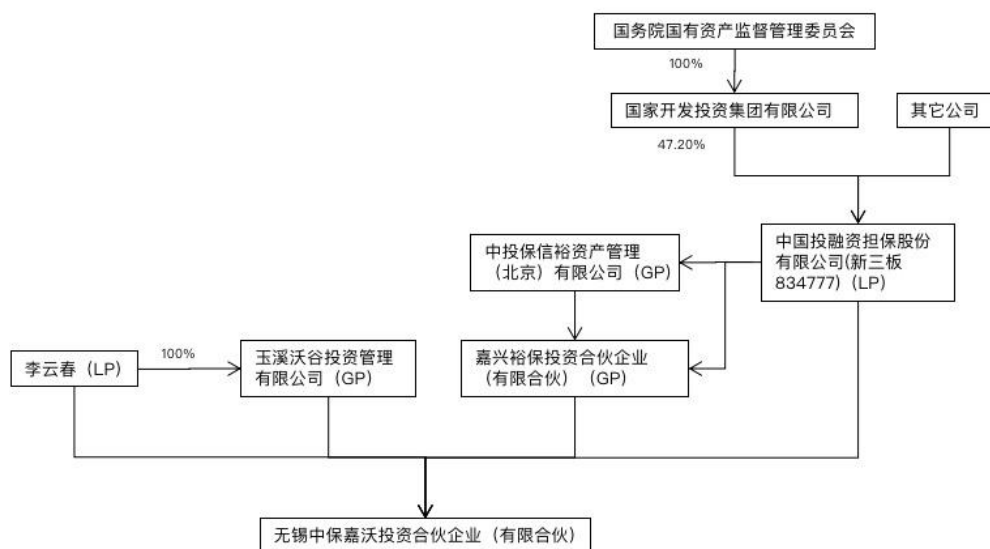 国务院国有资产监督管理委员会
100%
国家开发投资集团有限公司
其它公司
47.20%
中国投融资担保股份
有限公司(新三板
834777)(LP)
中投保信裕资产管理
(北京)有限公司(GP)
李云春(LP)
100%
玉溪沃谷投资管理
有限公司(GP)
嘉兴裕保投资合伙企业
(有限合伙)(GP)
无锡中保嘉沃投资合伙企业(有限合伙)